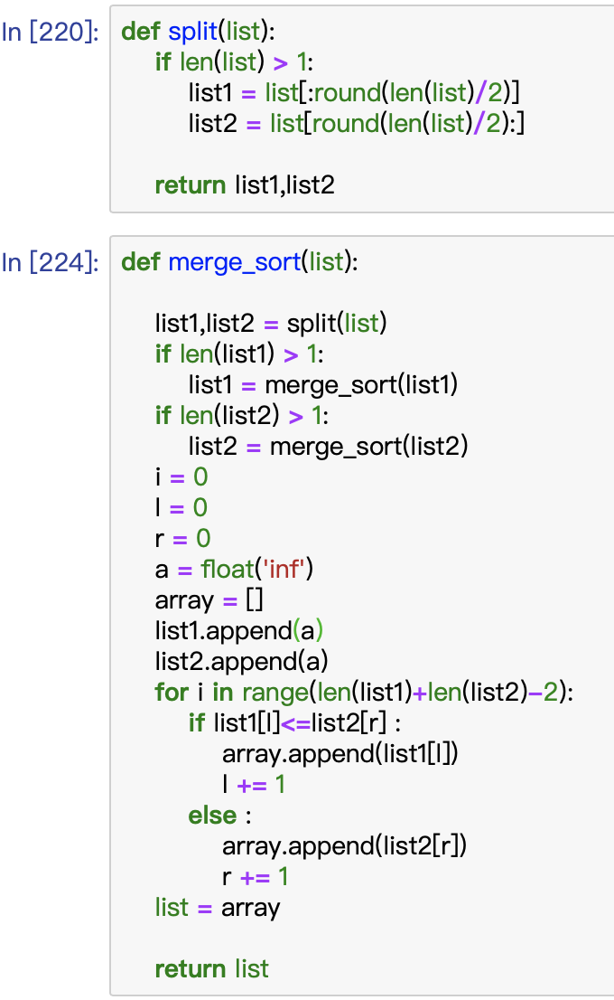 In [220]: def split(list):
    if len(list) > 1:
        list1 = list[:round(len(list)/2)]
        list2 = list[round(len(list)/2):]
    return list1,list2
In [224]: def merge_sort(list):
    list1,list2 = split(list)
    if len(list1) > 1:
        list1 = merge_sort(list1)
    if len(list2) > 1:
        list2 = merge_sort(list2)
    i = 0
    l = 0
    r = 0
    a = float('inf')
    array = []
    list1.append(a)
    list2.append(a)
    for i in range(len(list1)+len(list2)-2):
        if list1[l]<=list2[r] :
            array.append(list1[l])
            l += 1
        else :
            array.append(list2[r])
            r += 1
    list = array
    return list